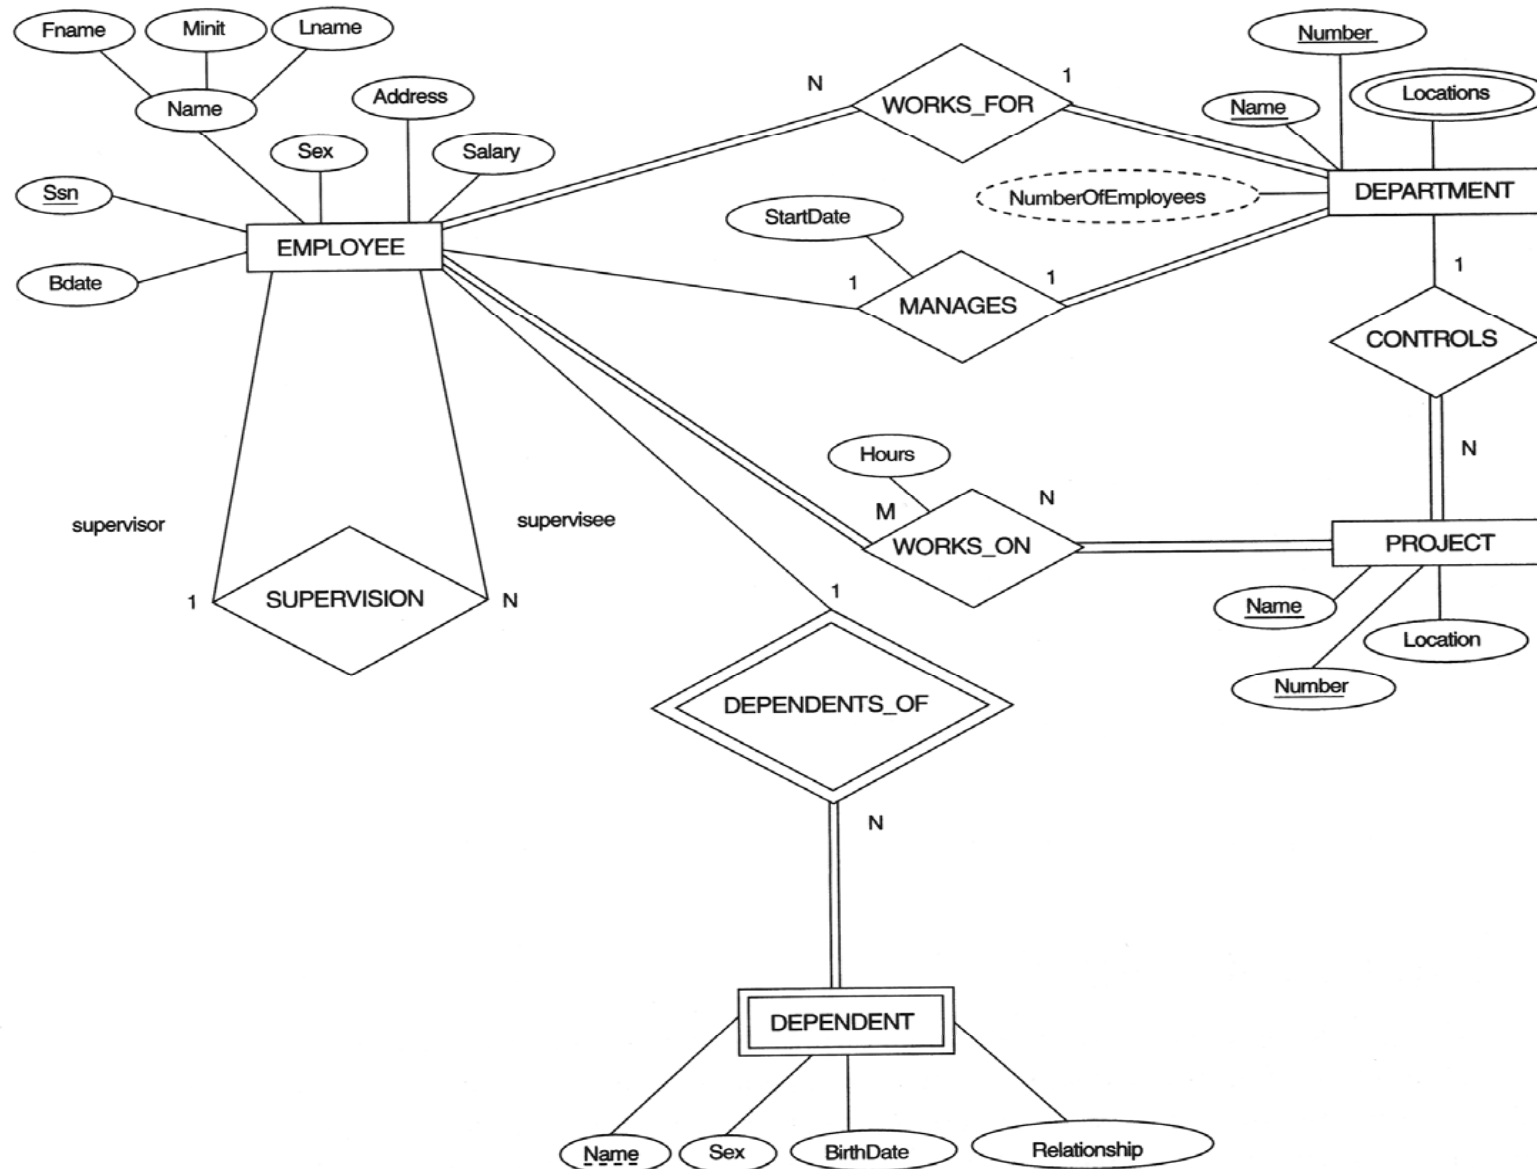 Fname
Minit
Lname
Name
Address
Sex
Salary
Ssn
Bdate
EMPLOYEE
N
WORKS_FOR
1
Number
Name
Locations
NumberOfEmployees
DEPARTMENT
StartDate
1
MANAGES
1
1
CONTROLS
N
supervisor
supervisee
1
SUPERVISION
N
Hours
M
N
WORKS_ON
PROJECT
Name
Number
Location
1
DEPENDENTS_OF
N
DEPENDENT
Name
Sex
BirthDate
Relationship